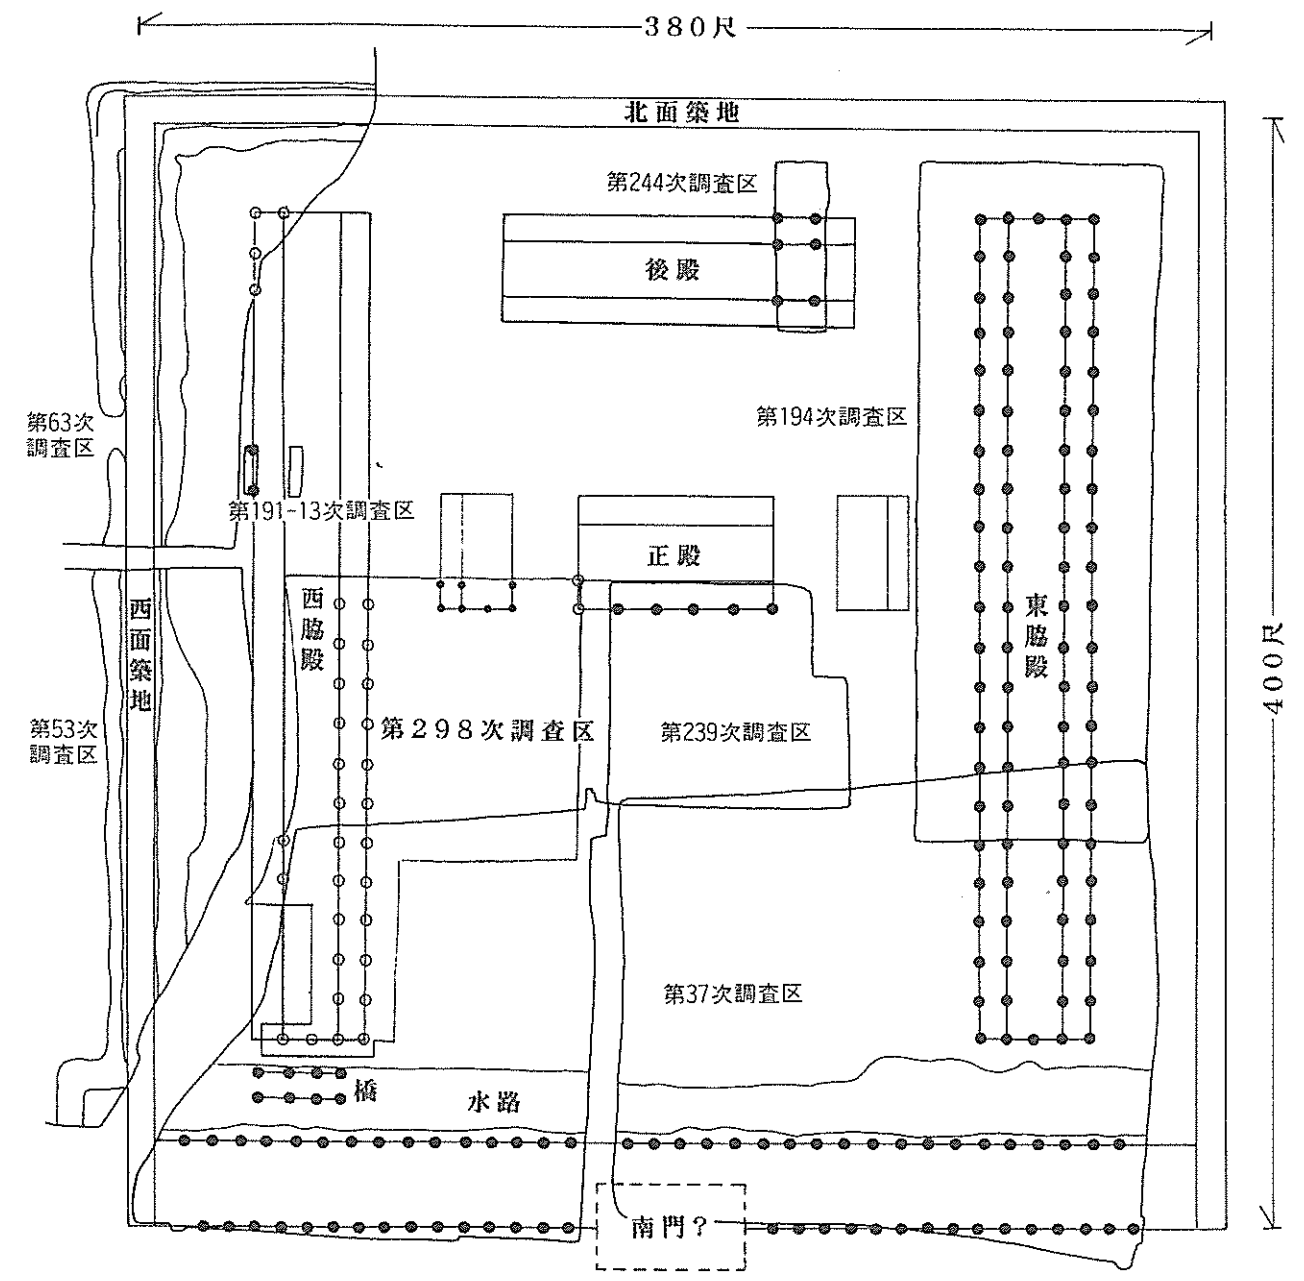 380尺
北面築地
第244次調査区
後殿
第63次
調査区
第194次調査区
第191-13次調査区
正殿
西面築地
西脇殿
東脇殿
400尺
第53次
調査区
第298次調査区
第239次調査区
第37次調査区
橋
水路
南門?